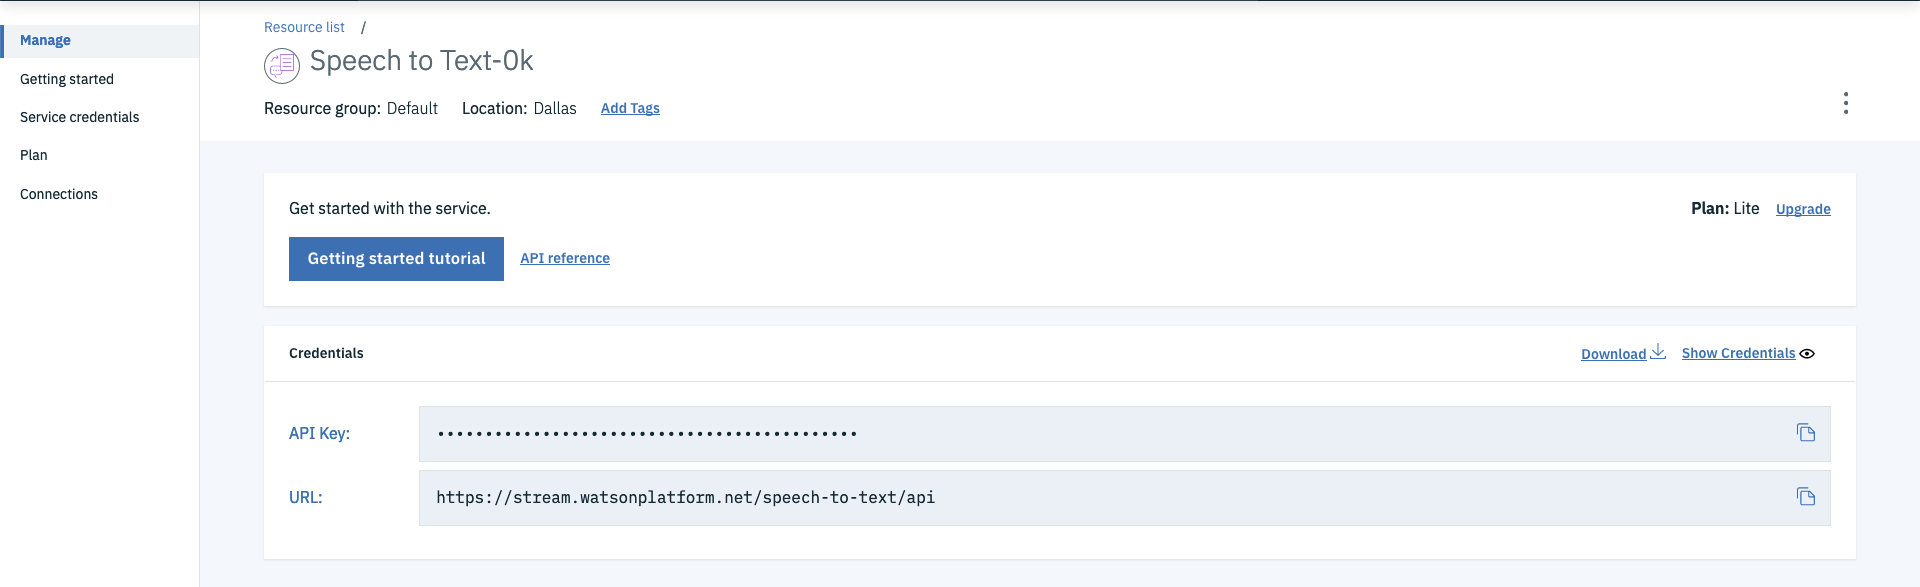 Manage
Getting started
Service credentials
Plan
Connections
Resource list /
Speech to Text-0k
Resource group: Default Location: Dallas Add Tags
Get started with the service.
Plan: Lite Upgrade
Getting started tutorial API reference
Credentials
Download Show Credentials
API Key: ••••••••••••••••••••••••••••••••••••••••••••
URL: https://stream.watsonplatform.net/speech-to-text/api